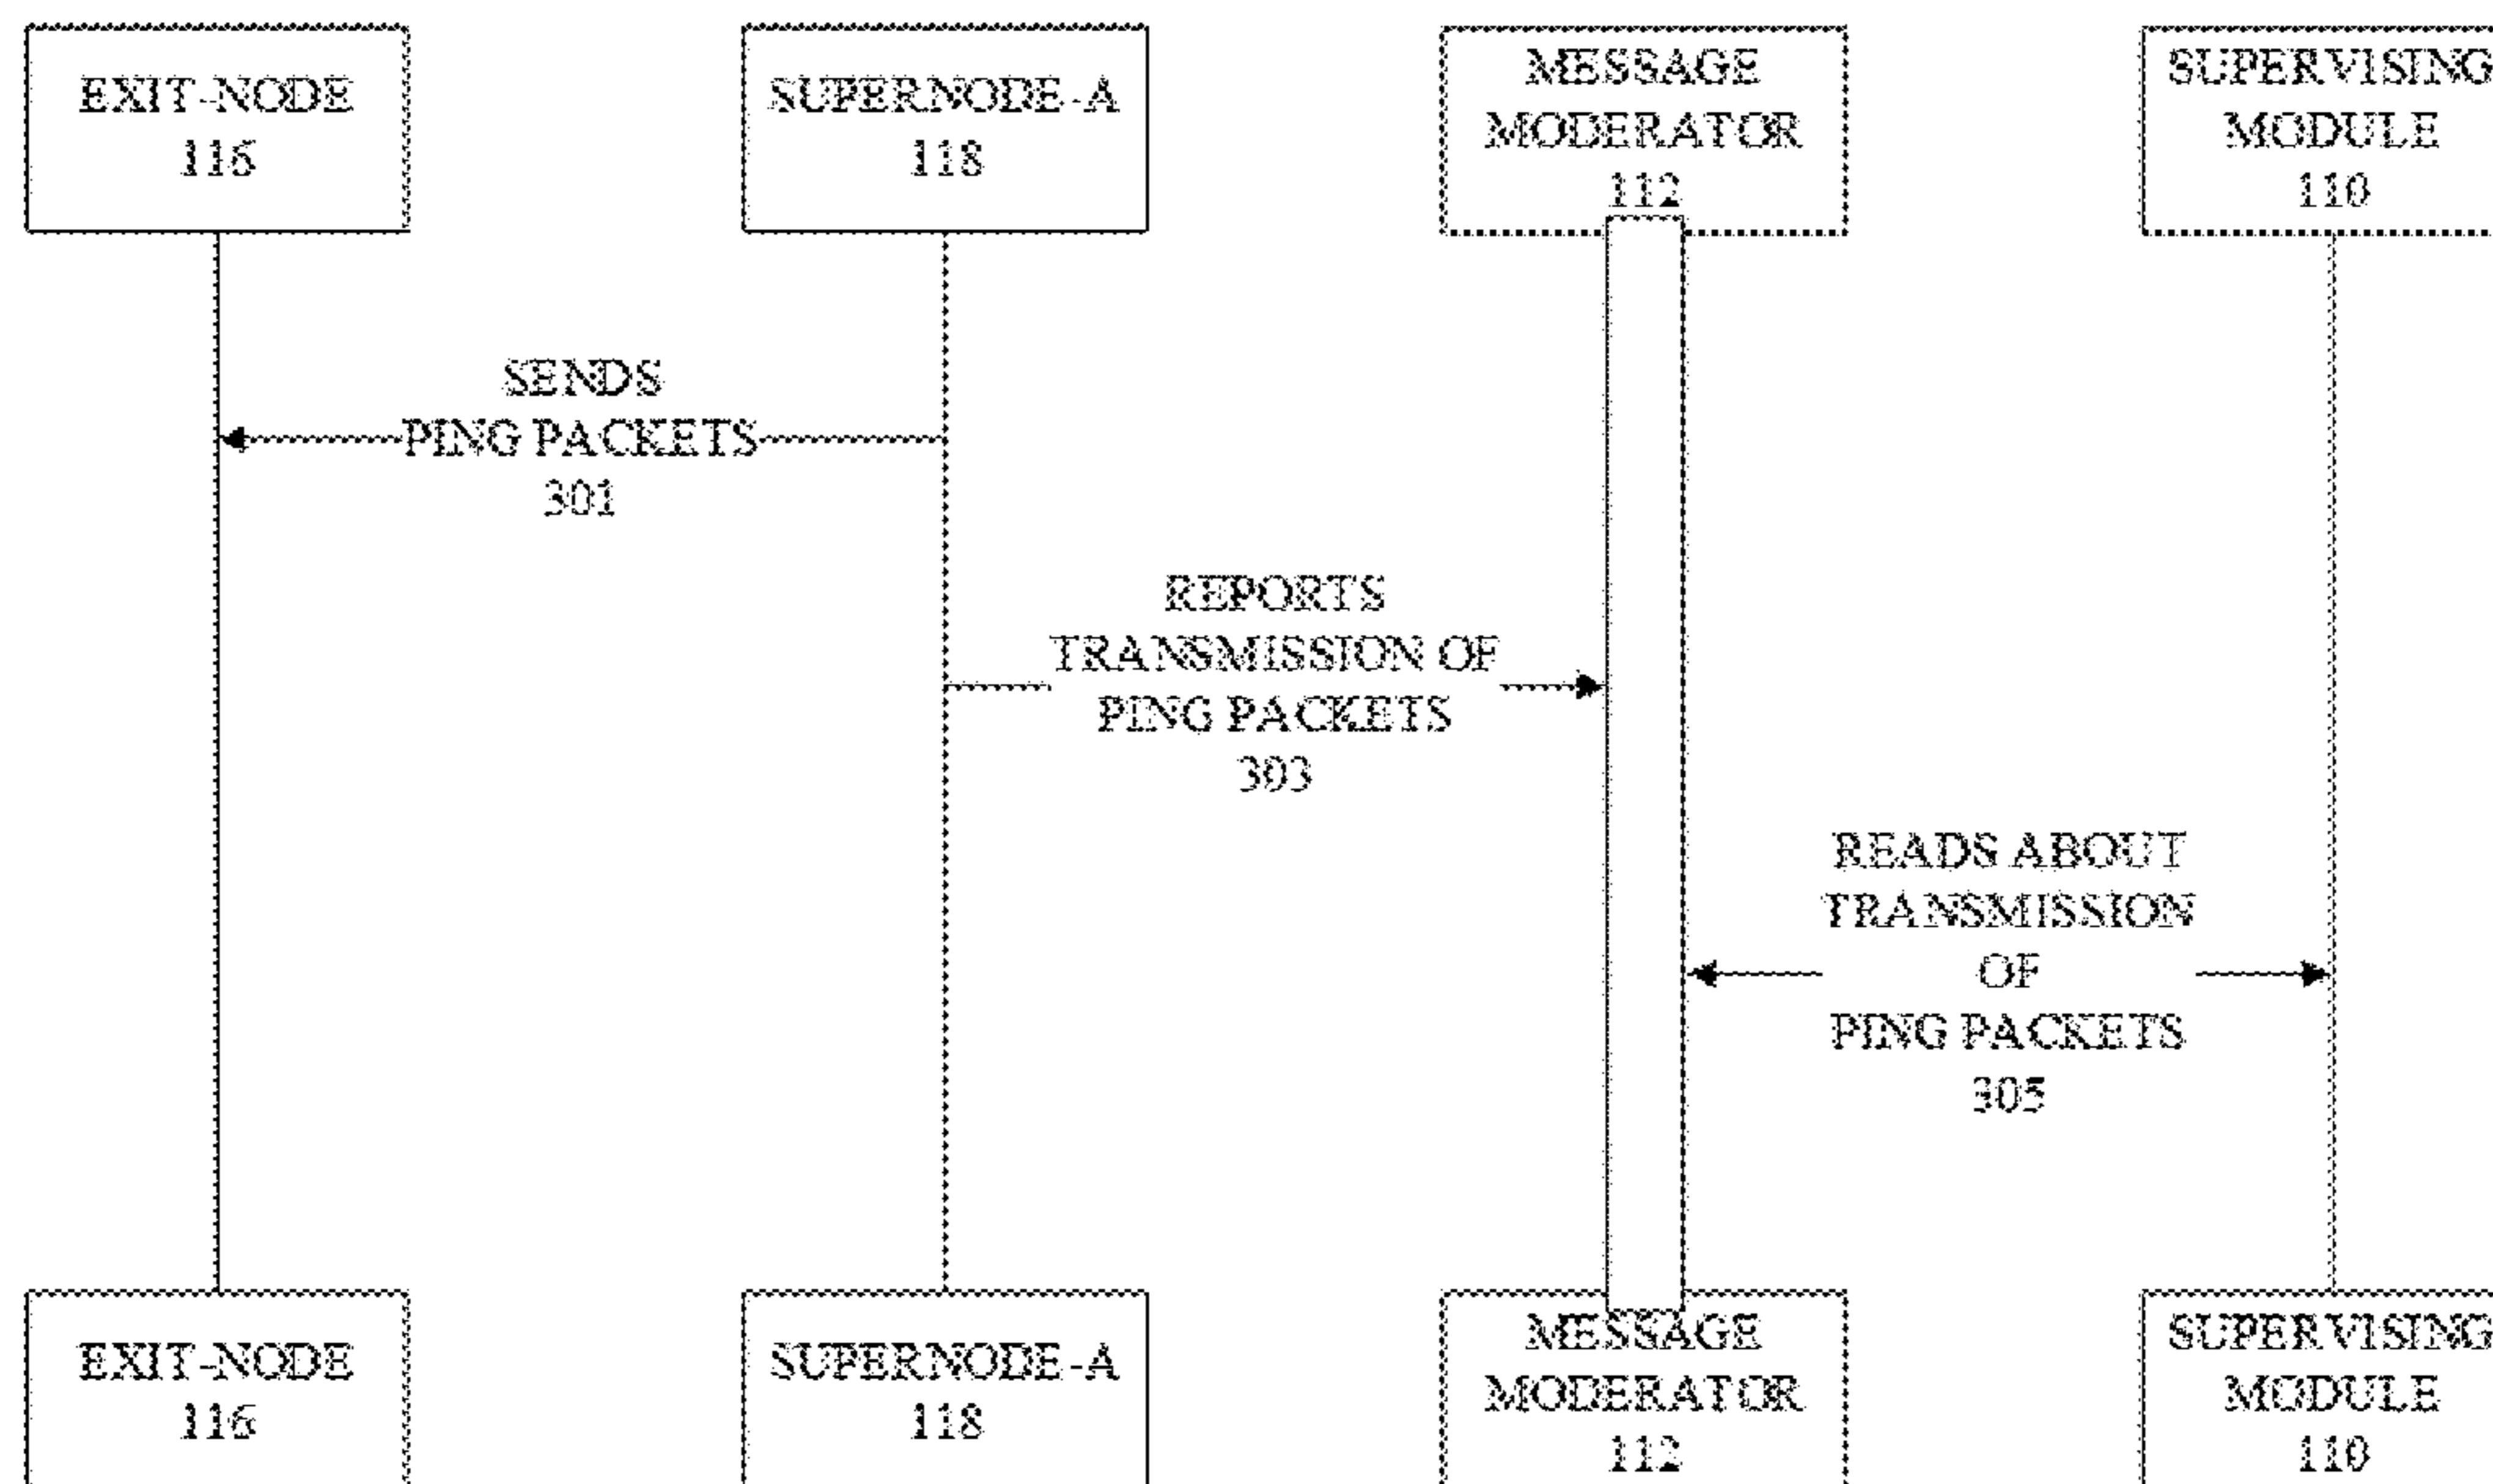 EXIT-NODE
116
SUPERNODE-A
118
MESSAGE
MODERATOR
112
SUPERVISING
MODULE
110
SENDS
PING PACKETS
301
REPORTS
TRANSMISSION OF
PING PACKETS
303
READS ABOUT
TRANSMISSION
OF
PING PACKETS
305
EXIT-NODE
116
SUPERNODE-A
118
MESSAGE
MODERATOR
112
SUPERVISING
MODULE
110